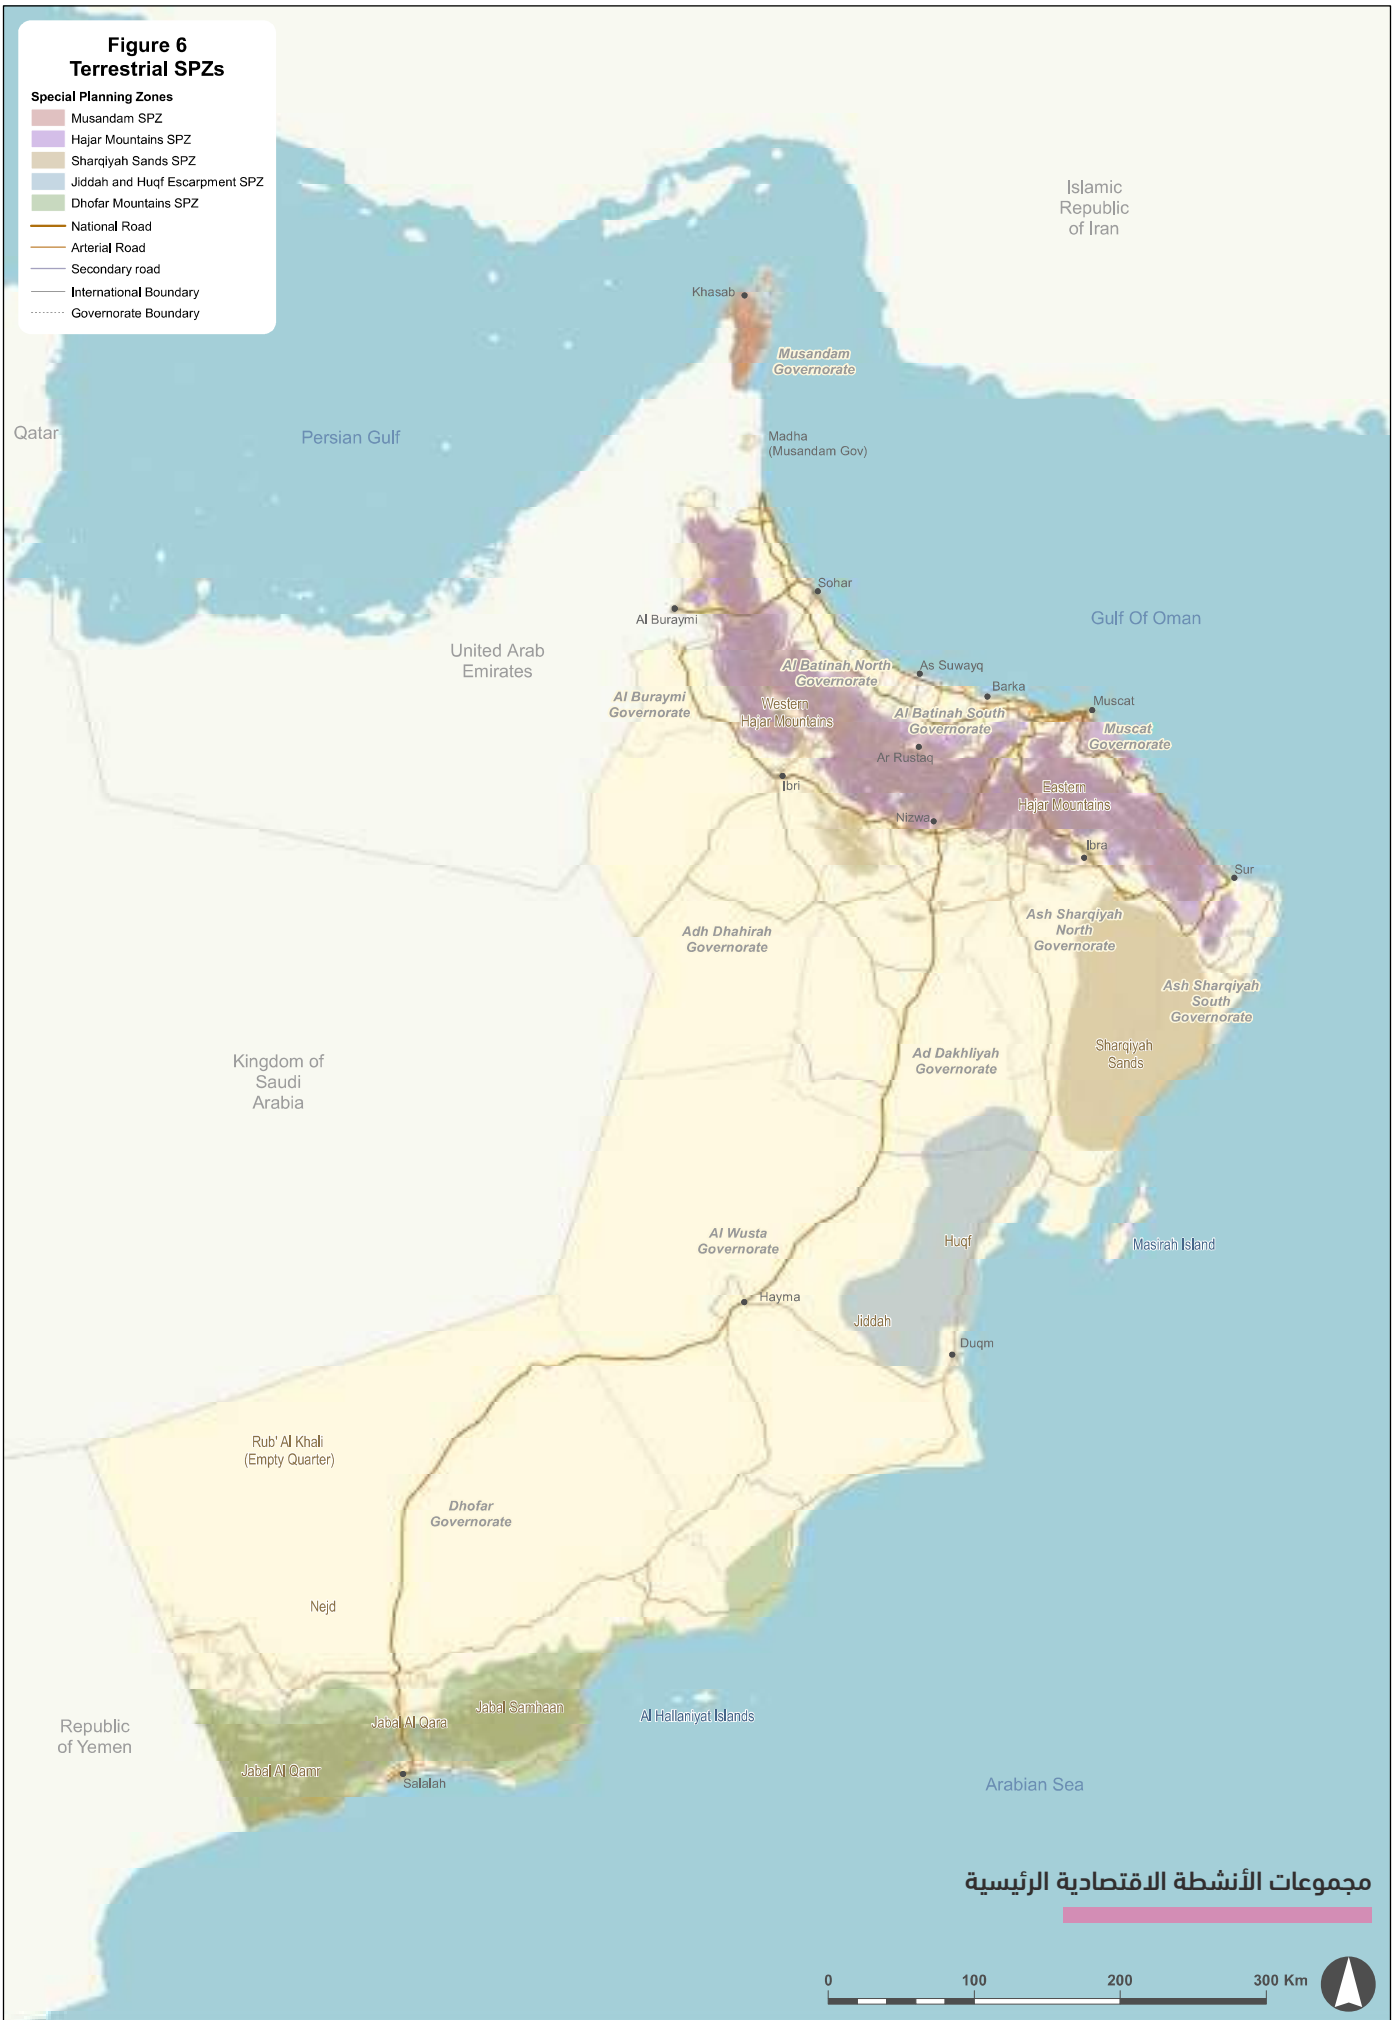 Figure 6
Terrestrial SPZs
Special Planning Zones
Musandam SPZ
Hajar Mountains SPZ
Sharqiyah Sands SPZ
Jiddah and Huqf Escarpment SPZ
Dhofar Mountains SPZ
National Road
Arterial Road
Secondary road
International Boundary
Governorate Boundary
Islamic
Republic
of Iran
Khasab
Musandam
Governorate
Qatar
Persian Gulf
Madha
(Musandam Gov)
Sohar
Al Buraymi
Gulf Of Oman
United Arab
Emirates
Al Batinah North
Governorate
As Suwayq
Al Buraymi
Governorate
Barka
Western
Hajar Mountains
Al Batinah South
Governorate
Muscat
Muscat
Governorate
Ar Rustaq
Ibri
Eastern
Hajar Mountains
Nizwa
Ibra
Sur
Adh Dhahirah
Governorate
Ash Sharqiyah
North
Governorate
Ash Sharqiyah
South
Governorate
Kingdom of
Saudi
Arabia
Ad Dakhliyah
Governorate
Sharqiyah
Sands
Al Wusta
Governorate
Huqf
Masirah Island
Hayma
Jiddah
Duqm
Rub' Al Khali
(Empty Quarter)
Dhofar
Governorate
Nejd
Republic
of Yemen
Jabal Al Qara
Jabal Samhaan
Al Hallaniyat Islands
Jabal Al Qamr
Salalah
Arabian Sea
مجموعات الأنشطة الاقتصادية الرئيسية
0 100 200 300 Km